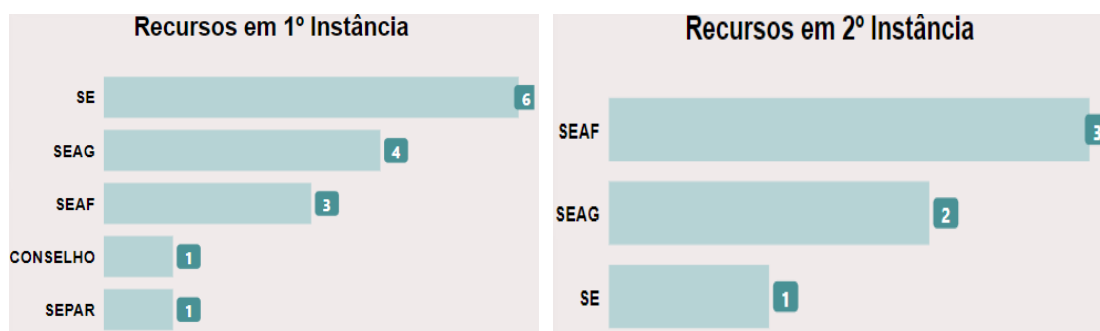 Recursos em 1º Instância
SE 6
SEAG 4
SEAF 3
CONSELHO 1
SEPAR 1
Recursos em 2º Instância
SEAF 3
SEAG 2
SE 1